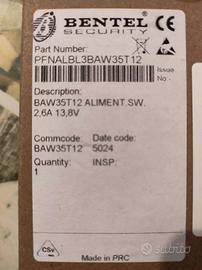 BENTEL
SECURITY
Part Number:
PFNALBL3BAW35T12
Issue
No.
Description:
BAW35T12 ALIMENT.SW.
2,6A 13,8V
Commcode: Date code:
BAW35T12 5024
Quantity: INSP:
1
Made in PRC
subito